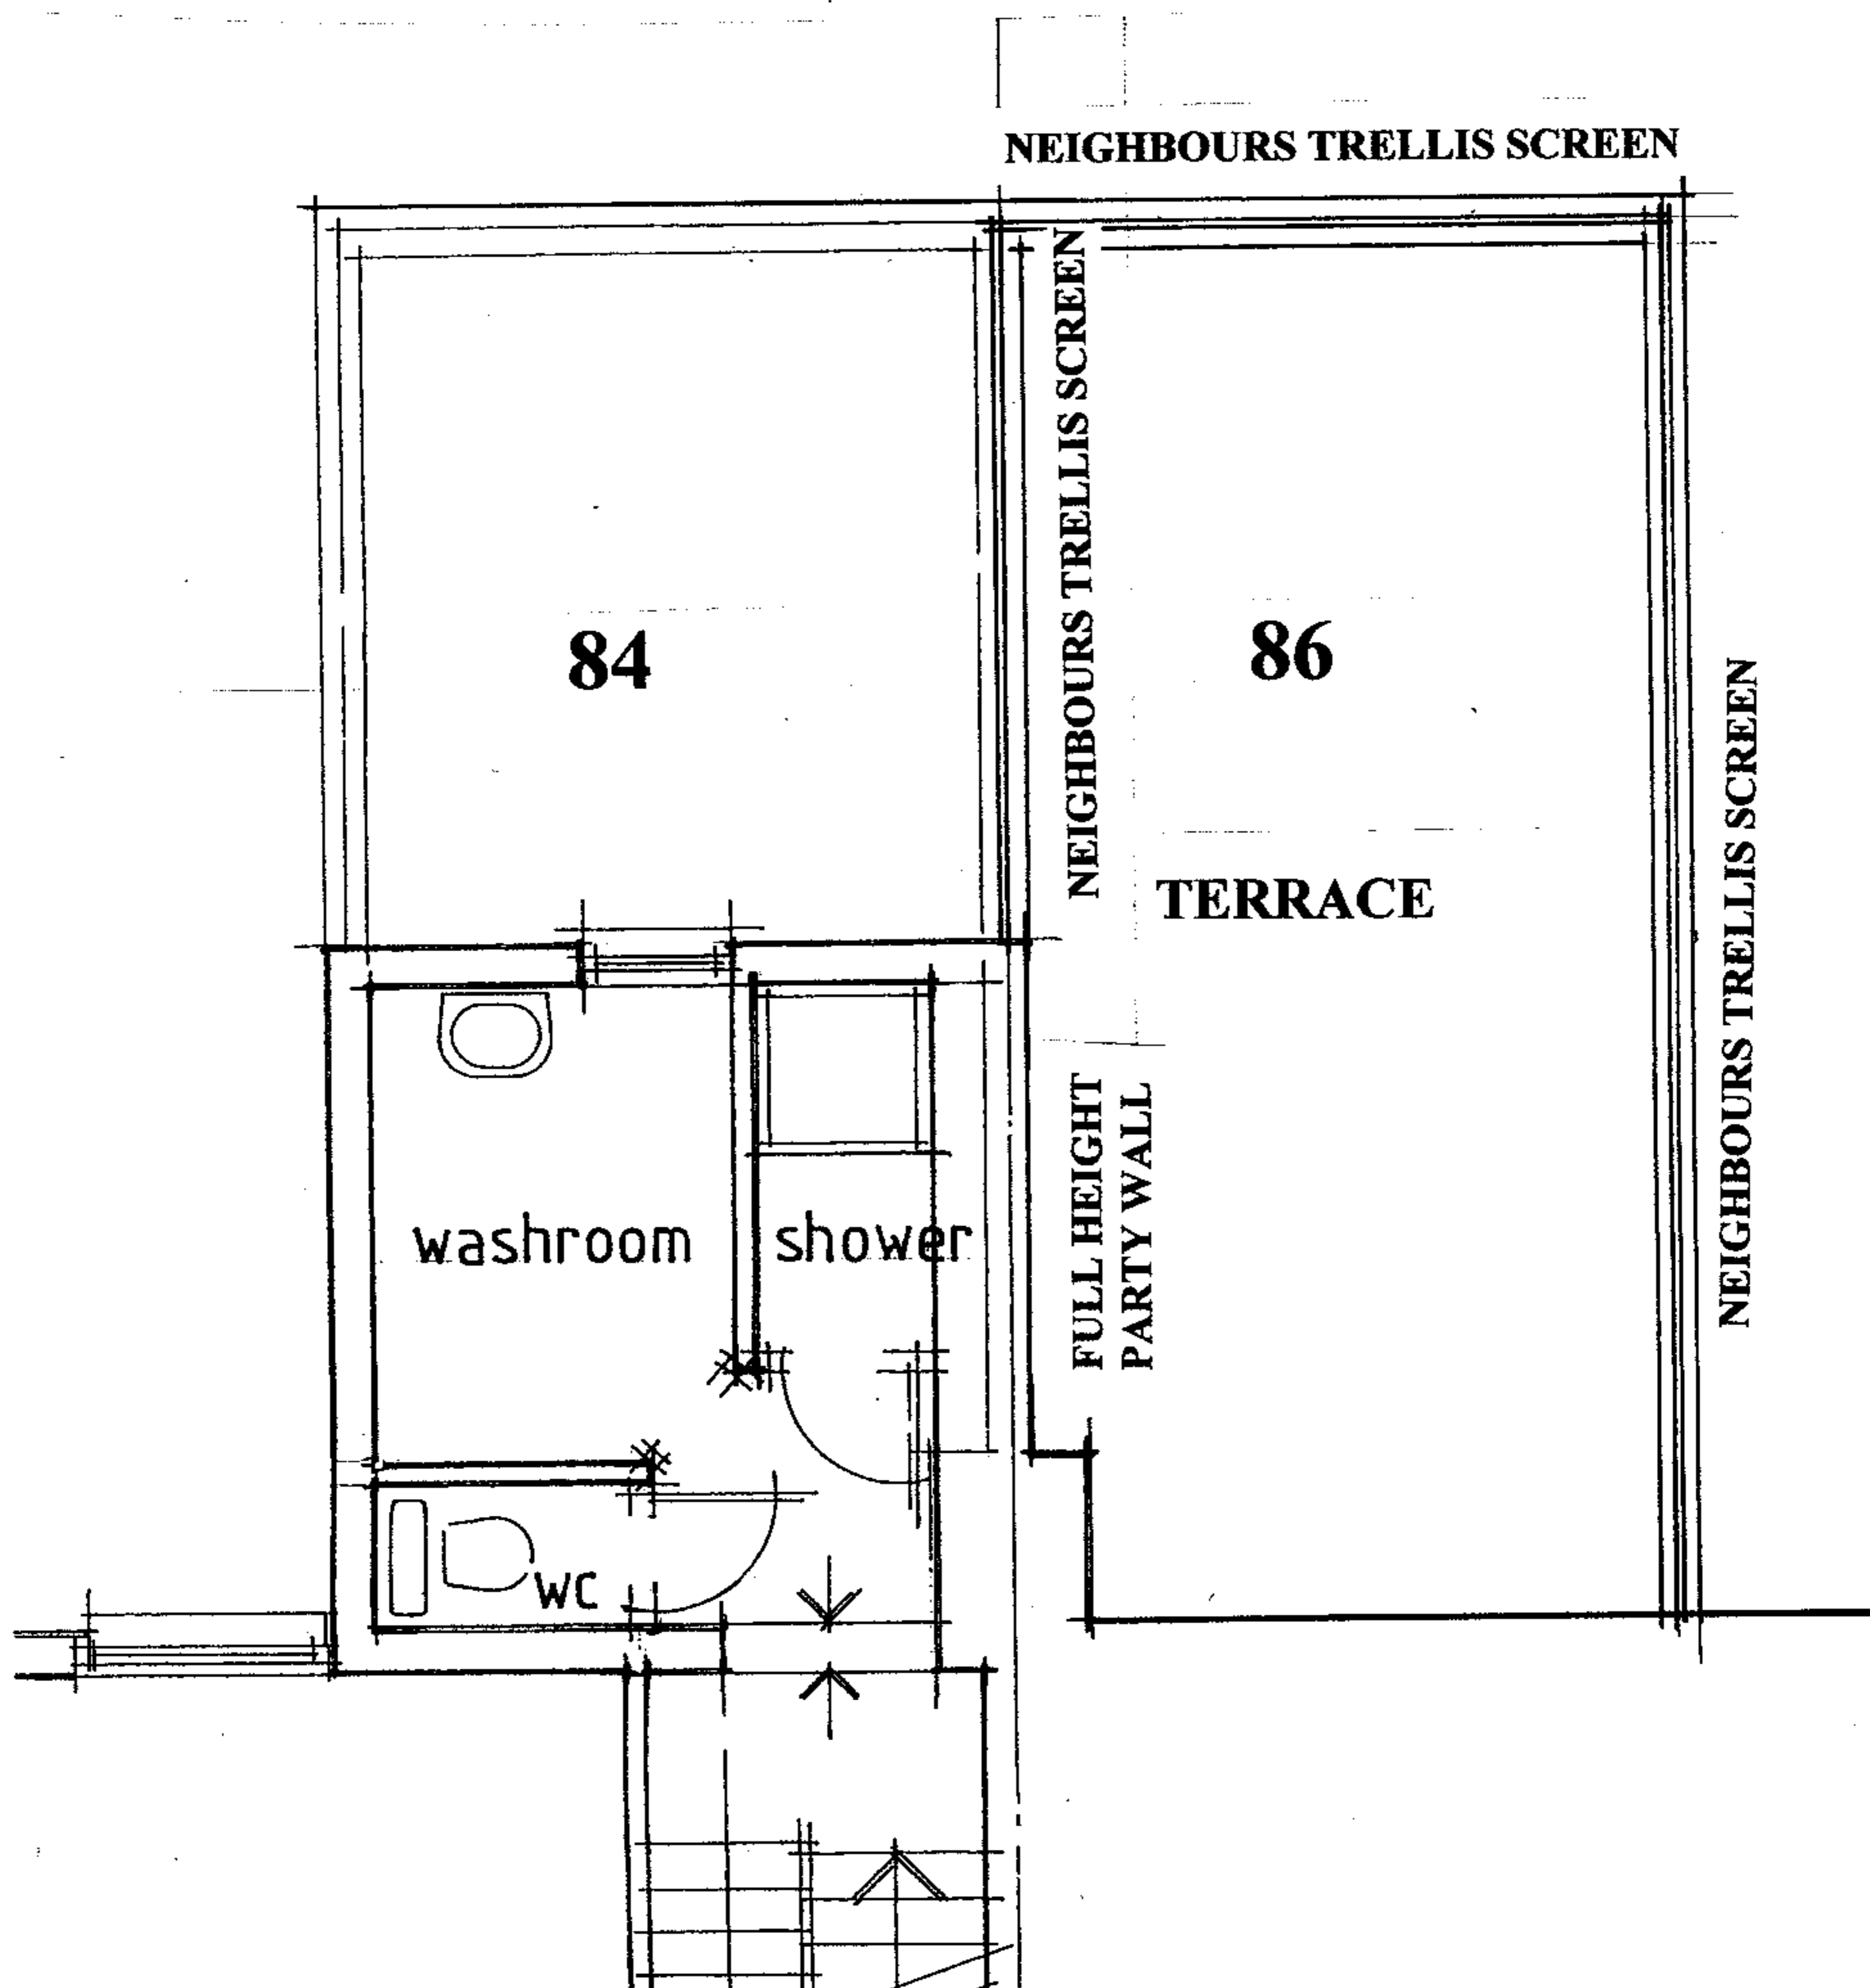 NEIGHBOURS TRELLIS SCREEN
NEIGHBOURS TRELLIS SCREEN
84
86
NEIGHBOURS TRELLIS SCREEN
TERRACE
FULL HEIGHT
PARTY WALL
washroom
shower
wc